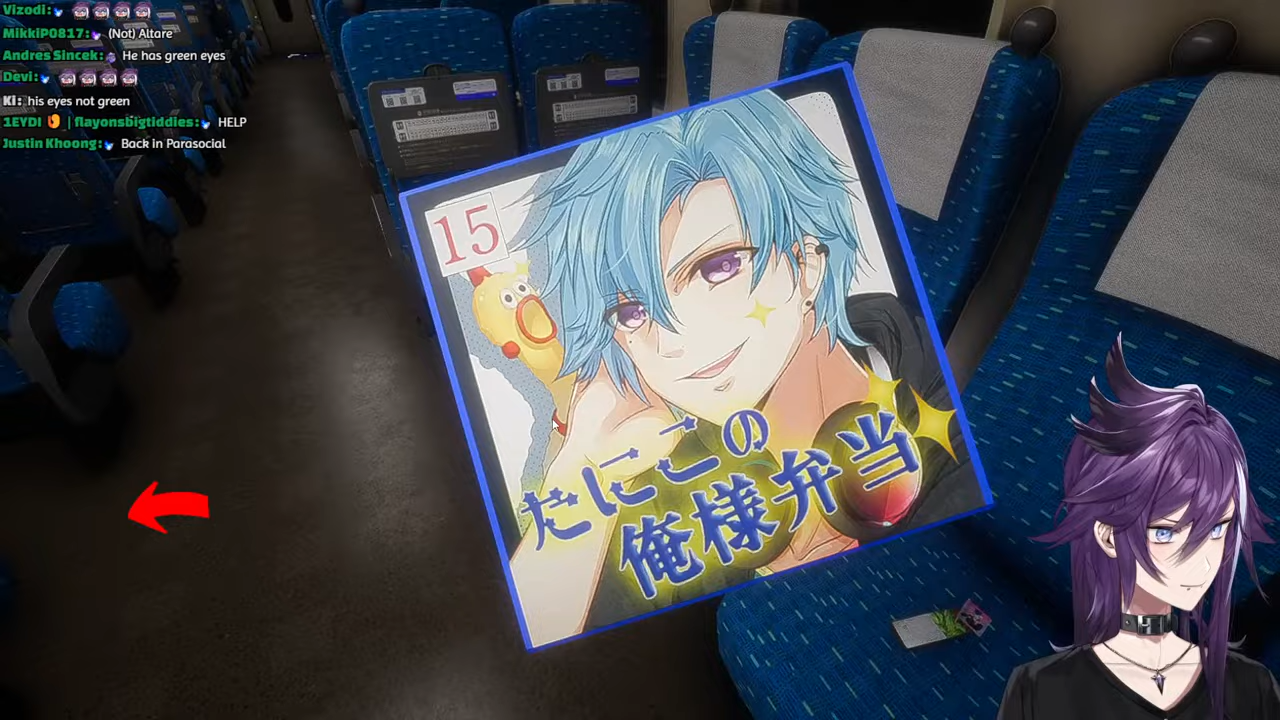 Vizodi:
MikkiP0817: (Not) Altare
Andres Sincek: He has green eyes
Devi:
KI: his eyes not green
1EYDI | flayonsbigtiddies: HELP
Justin Khoong: Back in Parasocial
15
たにこの
俺様弁当